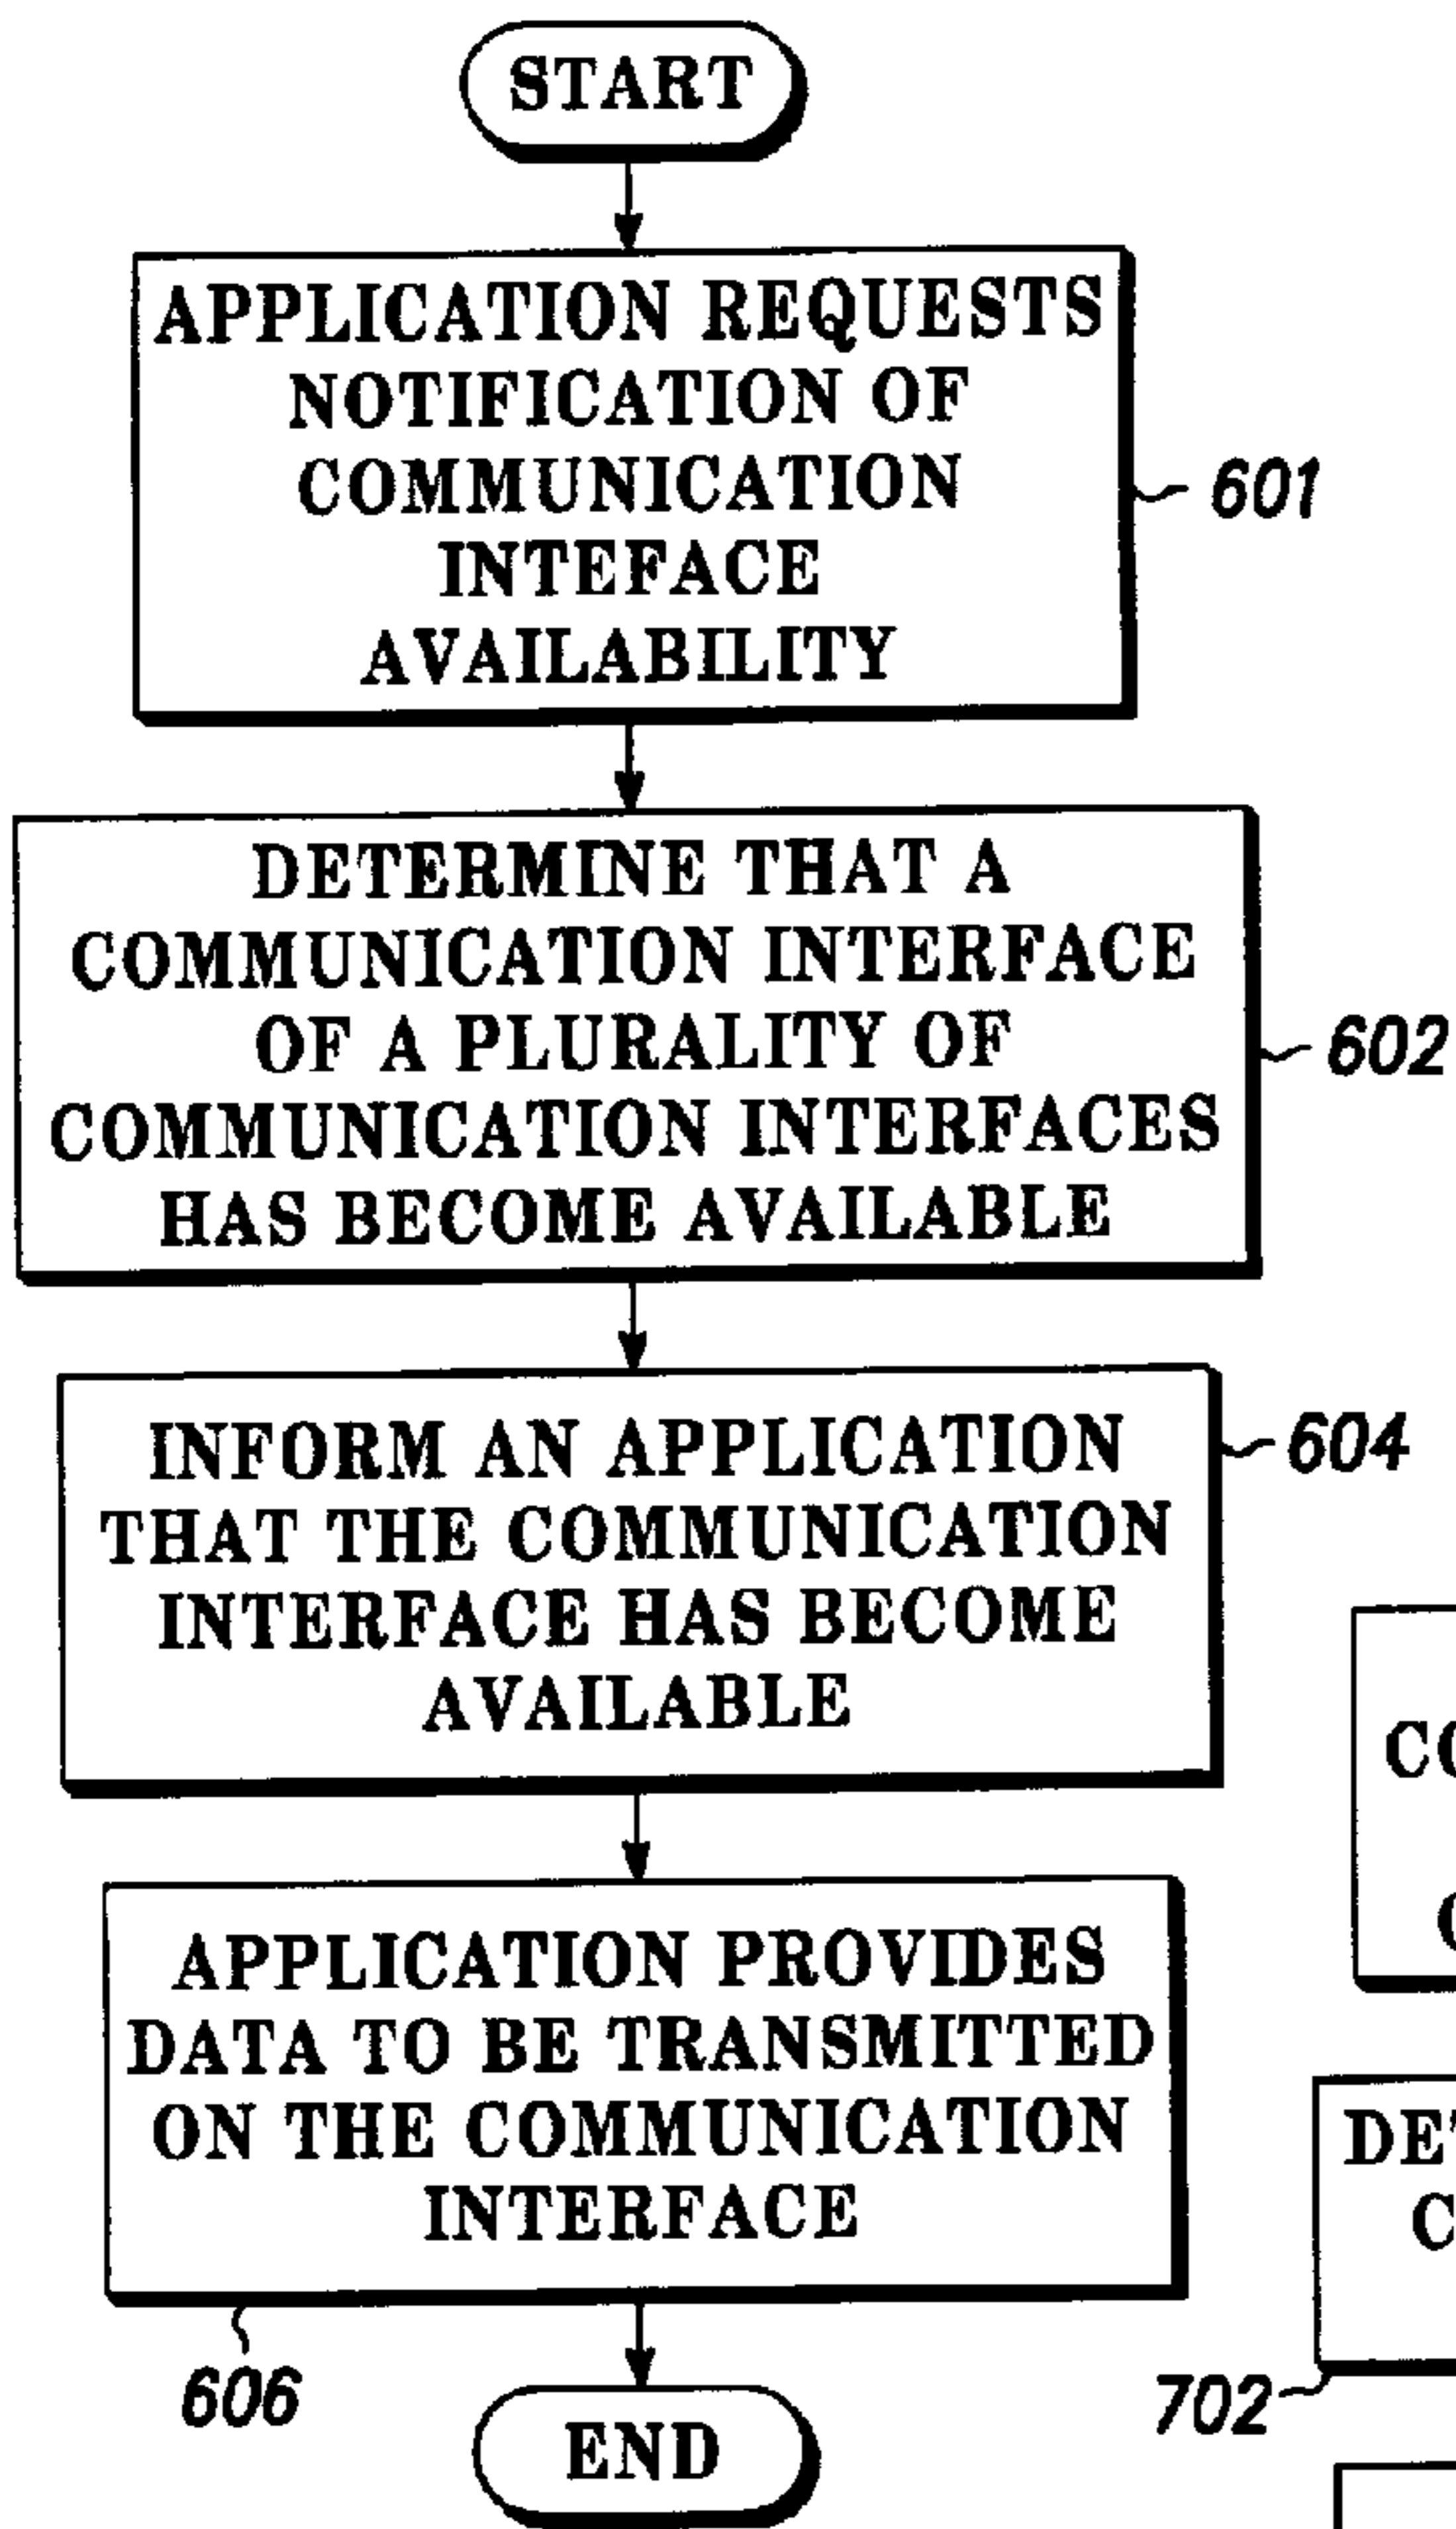 START
APPLICATION REQUESTS
NOTIFICATION OF
COMMUNICATION
INTEFACE
AVAILABILITY
601
DETERMINE THAT A
COMMUNICATION INTERFACE
OF A PLURALITY OF
COMMUNICATION INTERFACES
HAS BECOME AVAILABLE
602
INFORM AN APPLICATION
THAT THE COMMUNICATION
INTERFACE HAS BECOME
AVAILABLE
604
APPLICATION PROVIDES
DATA TO BE TRANSMITTED
ON THE COMMUNICATION
INTERFACE
606
END
702